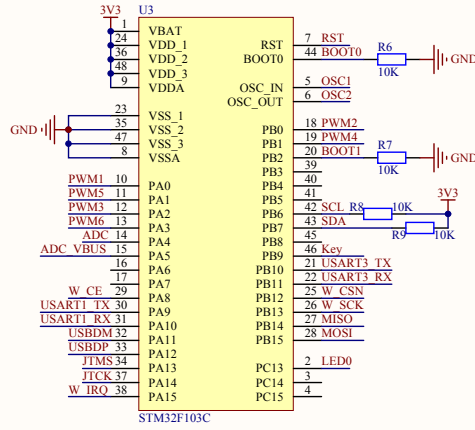 3V3 U3
1 VBAT
24 VDD_1 RST 7 RST R6
36 VDD_2 BOOT0 44 BOOT0 GND
48 VDD_3 10K
9 VDDA OSC_IN 5 OSC1
OSC_OUT 6 OSC2
23 VSS_1
GND 35 VSS_2 PB0 18 PWM2
47 VSS_3 PB1 19 PWM4 R7
8 VSSA PB2 20 BOOT1 GND
PB3 39 10K
PWM1 10 PA0 PB4 40
PWM5 11 PA1 PB5 41 3V3
PWM3 12 PA2 PB6 42 SCL R8 10K
PWM6 13 PA3 PB7 43 SDA
ADC 14 PA4 PB8 45 R9 10K
ADC_VBUS 15 PA5 PB9 46 Key
16 PA6 PB10 21 USART3_TX
17 PA7 PB11 22 USART3_RX
W_CE 29 PA8 PB12 25 W_CSN
USART1_TX 30 PA9 PB13 26 W_SCK
USART1_RX 31 PA10 PB14 27 MISO
USBDM 32 PA11 PB15 28 MOSI
USBDP 33 PA12
JTMS 34 PA13 PC13 2 LED0
JTCK 37 PA14 PC14 3
W_IRQ 38 PA15 PC15 4
STM32F103C